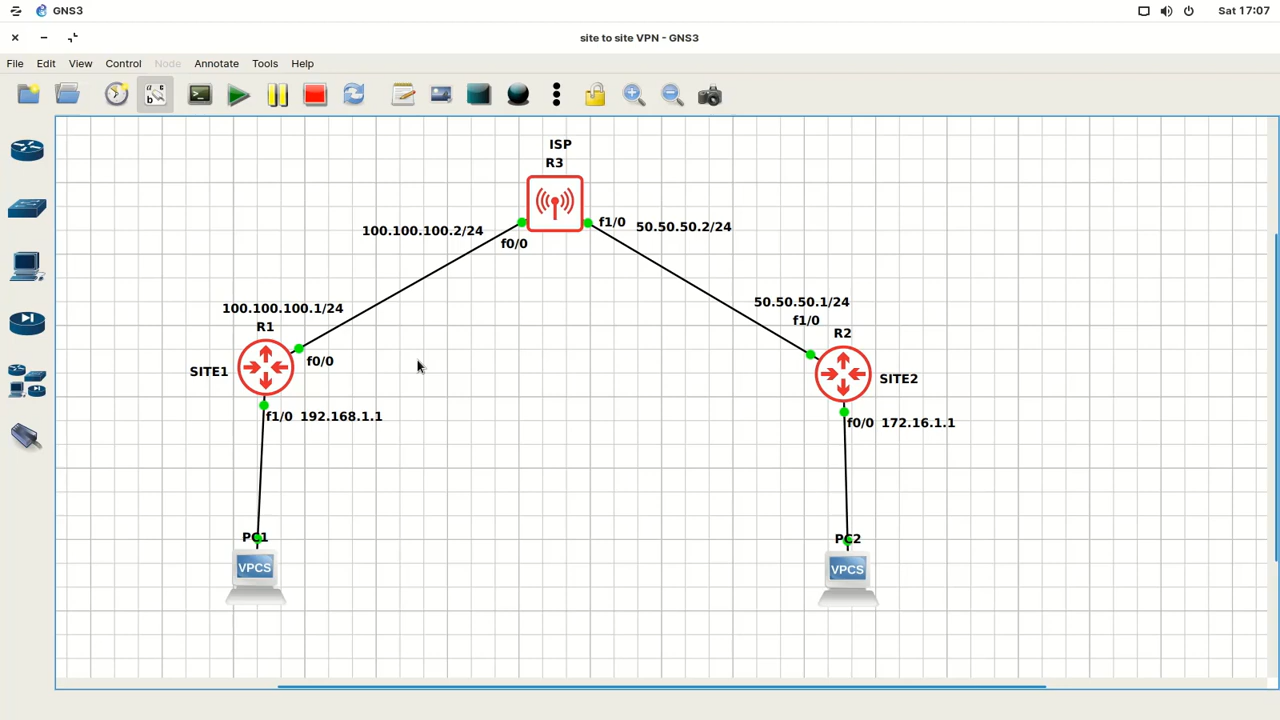 GNS3
Sat 17:07
site to site VPN - GNS3
File Edit View Control Node Annotate Tools Help
ISP
R3
f1/0 50.50.50.2/24
100.100.100.2/24
f0/0
100.100.100.1/24
R1
f0/0
SITE1
50.50.50.1/24
f1/0
R2
SITE2
f1/0 192.168.1.1
f0/0 172.16.1.1
PC1
VPCS
PC2
VPCS